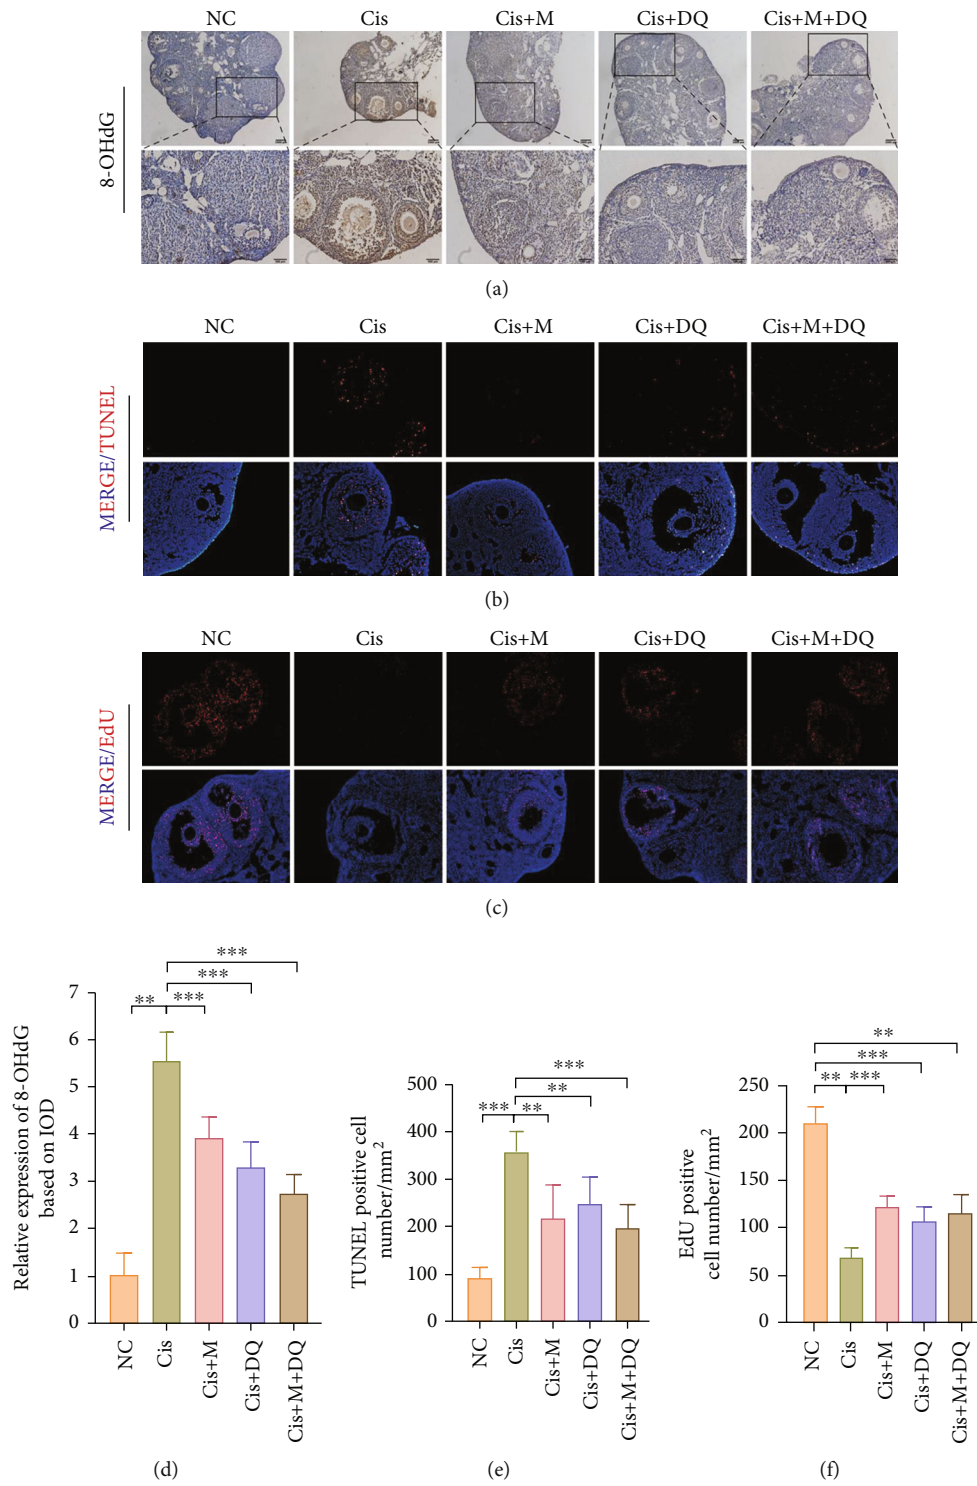 NC Cis Cis+M Cis+DQ Cis+M+DQ
8-OHdG
(a)
NC Cis Cis+M Cis+DQ Cis+M+DQ
MERGE/TUNEL
(b)
NC Cis Cis+M Cis+DQ Cis+M+DQ
MERGE/EdU
(c)
Relative expression of 8-OHdG
based on IOD
7
6
5
4
3
2
1
0
***
***
** ***
NC Cis Cis+M Cis+DQ Cis+M+DQ
(d)
TUNEL positive cell
number/mm²
500
400
300
200
100
0
***
**
*** **
NC Cis Cis+M Cis+DQ Cis+M+DQ
(e)
EdU positive
cell number/mm²
250
200
150
100
50
0
**
***
** ***
NC Cis Cis+M Cis+DQ Cis+M+DQ
(f)